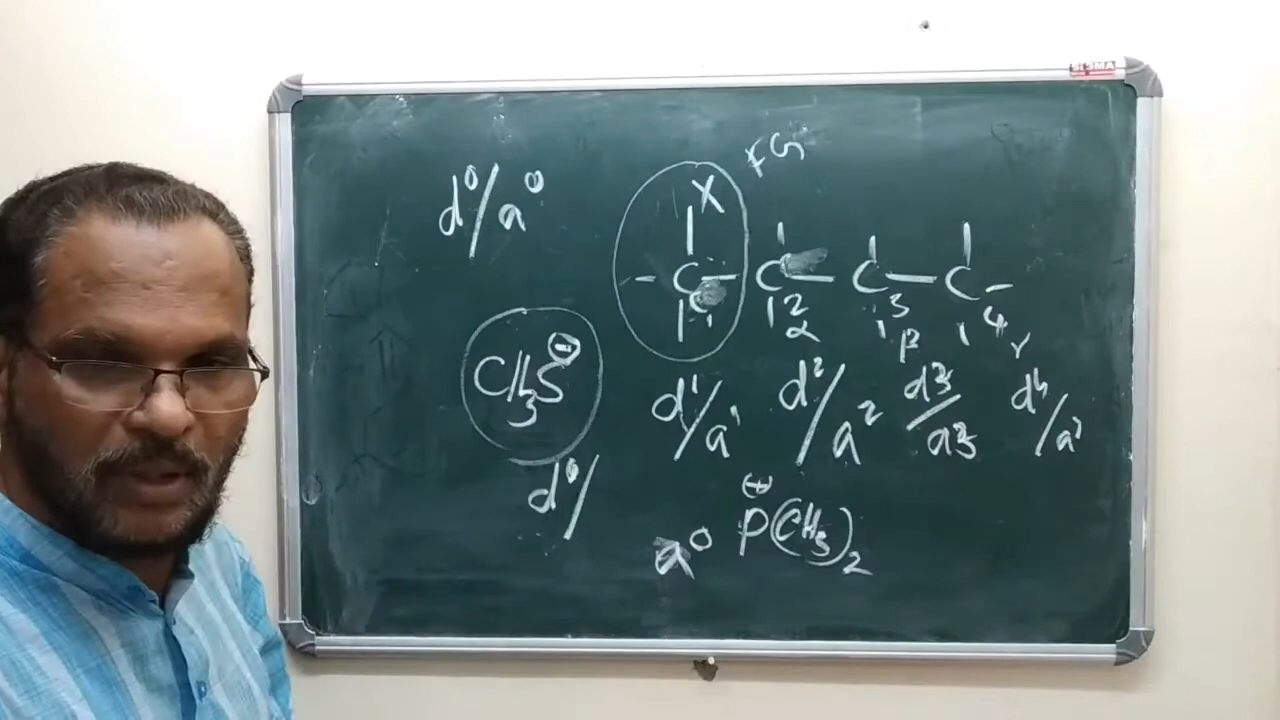 SIGMA
FG
d⁰/a⁰
X
- C - C — C — C -
1 2 3 4
α β γ
CH₃S⊖
d¹/a¹ d²/a² d3/a3 d⁴/a
d⁰/
⊕
a⁰ P(CH₃)₂